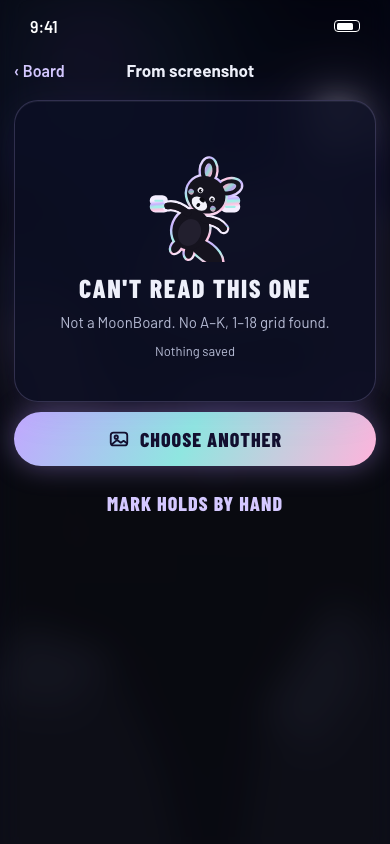 9:41
‹ Board
From screenshot
CAN'T READ THIS ONE
Not a MoonBoard. No A–K, 1–18 grid found.
Nothing saved
CHOOSE ANOTHER
MARK HOLDS BY HAND